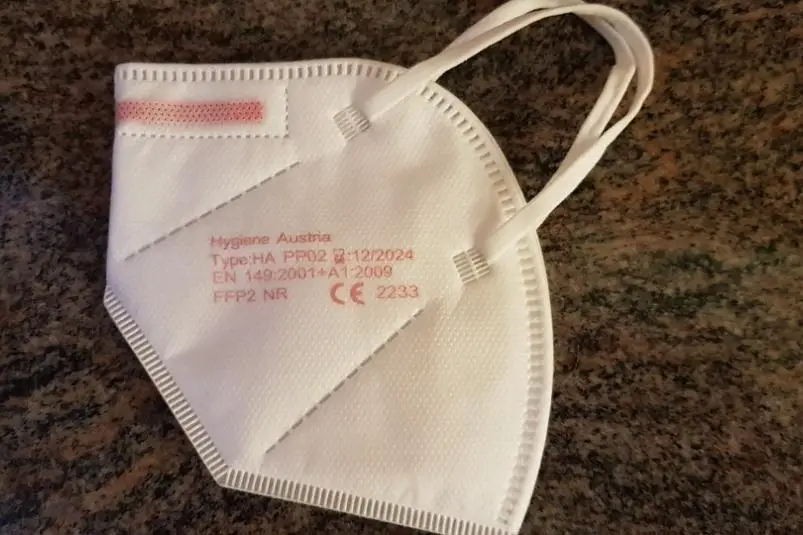 Hygiene Austria
Type:HA PP02 ⌛:12/2024
EN 149:2001+A1:2009
FFP2 NR CE 2233